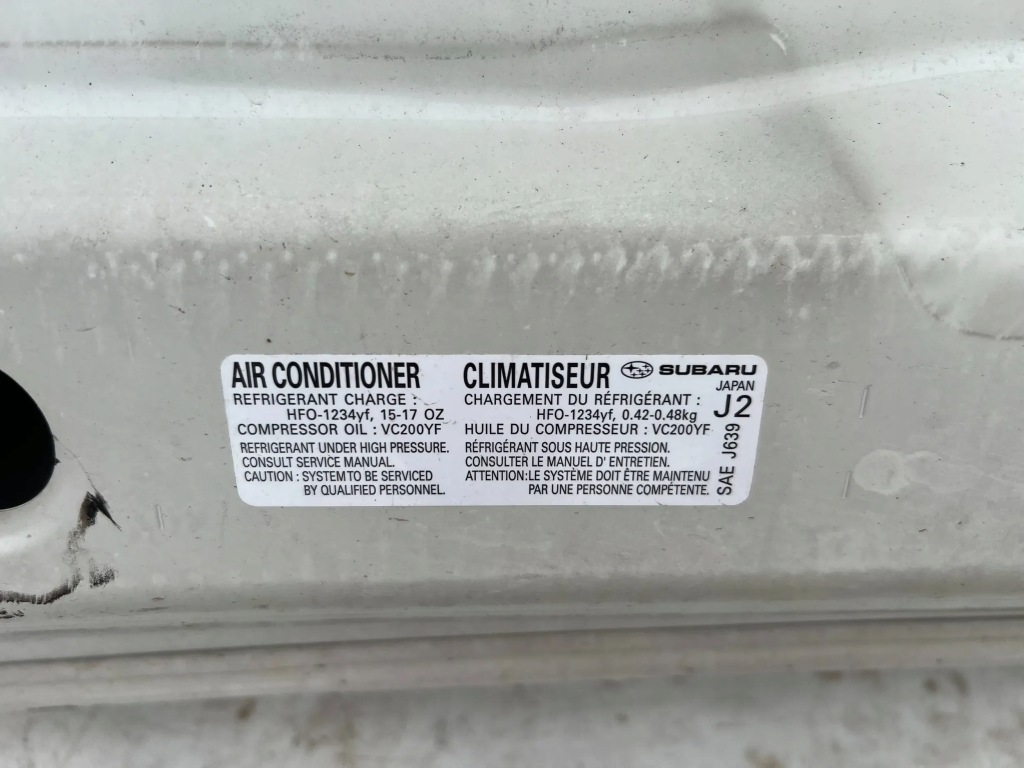 AIR CONDITIONER
REFRIGERANT CHARGE :
HFO-1234yf, 15-17 OZ
COMPRESSOR OIL : VC200YF
REFRIGERANT UNDER HIGH PRESSURE.
CONSULT SERVICE MANUAL.
CAUTION : SYSTEM TO BE SERVICED
BY QUALIFIED PERSONNEL.
CLIMATISEUR
CHARGEMENT DU RÉFRIGÉRANT :
HFO-1234yf, 0.42-0.48kg
HUILE DU COMPRESSEUR : VC200YF
RÉFRIGÉRANT SOUS HAUTE PRESSION.
CONSULTER LE MANUEL D' ENTRETIEN.
ATTENTION:LE SYSTÈME DOIT ÊTRE MAINTENU
PAR UNE PERSONNE COMPÉTENTE.
SUBARU
JAPAN
J2
SAE J639